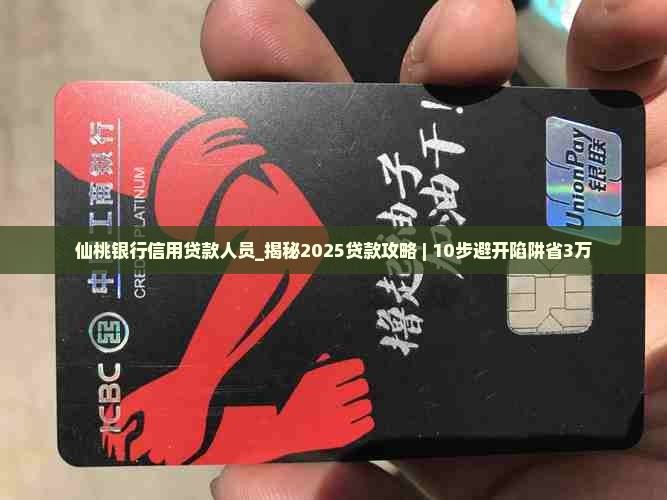 仙桃银行信用贷款人员_揭秘2025贷款攻略 | 10步避开陷阱省3万
中国工商银行
ICBC
CREDIT PLATINUM
撸起袖子
加油干!
UnionPay
银联